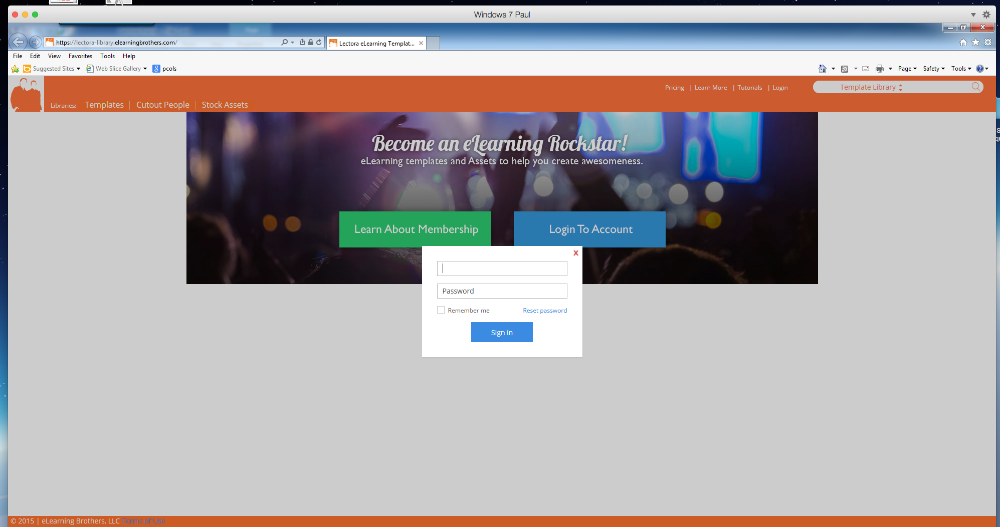 Windows 7 Paul
https://lectora-library.elearningbrothers.com/
Lectora eLearning Templat...
File Edit View Favorites Tools Help
Suggested Sites Web Slice Gallery pcols
Page Safety Tools
Pricing | Learn More | Tutorials | Login
Template Library
Libraries: Templates | Cutout People | Stock Assets
Become an eLearning Rockstar!
eLearning templates and Assets to help you create awesomeness.
Learn About Membership
Login To Account
x
Password
Remember me
Reset password
Sign in
© 2015 | eLearning Brothers, LLC Terms of Use